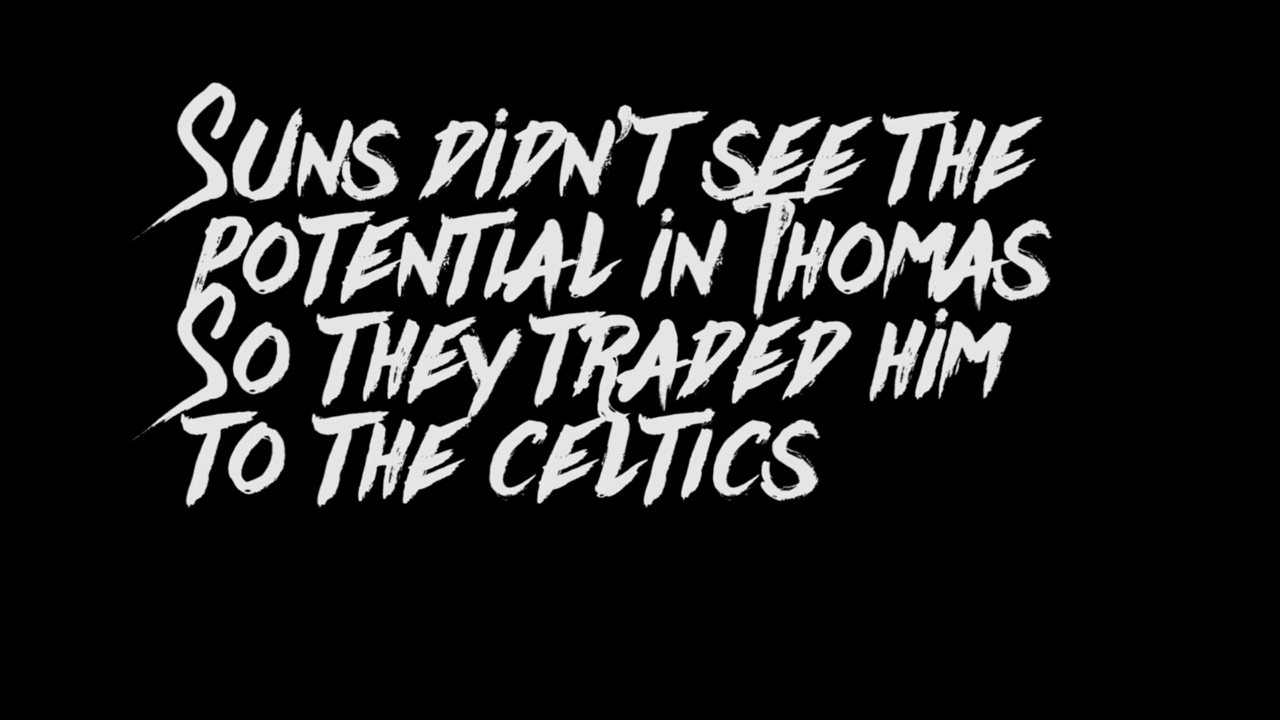 Suns didn't see the
potential in Thomas
So they traded him
to the celtics